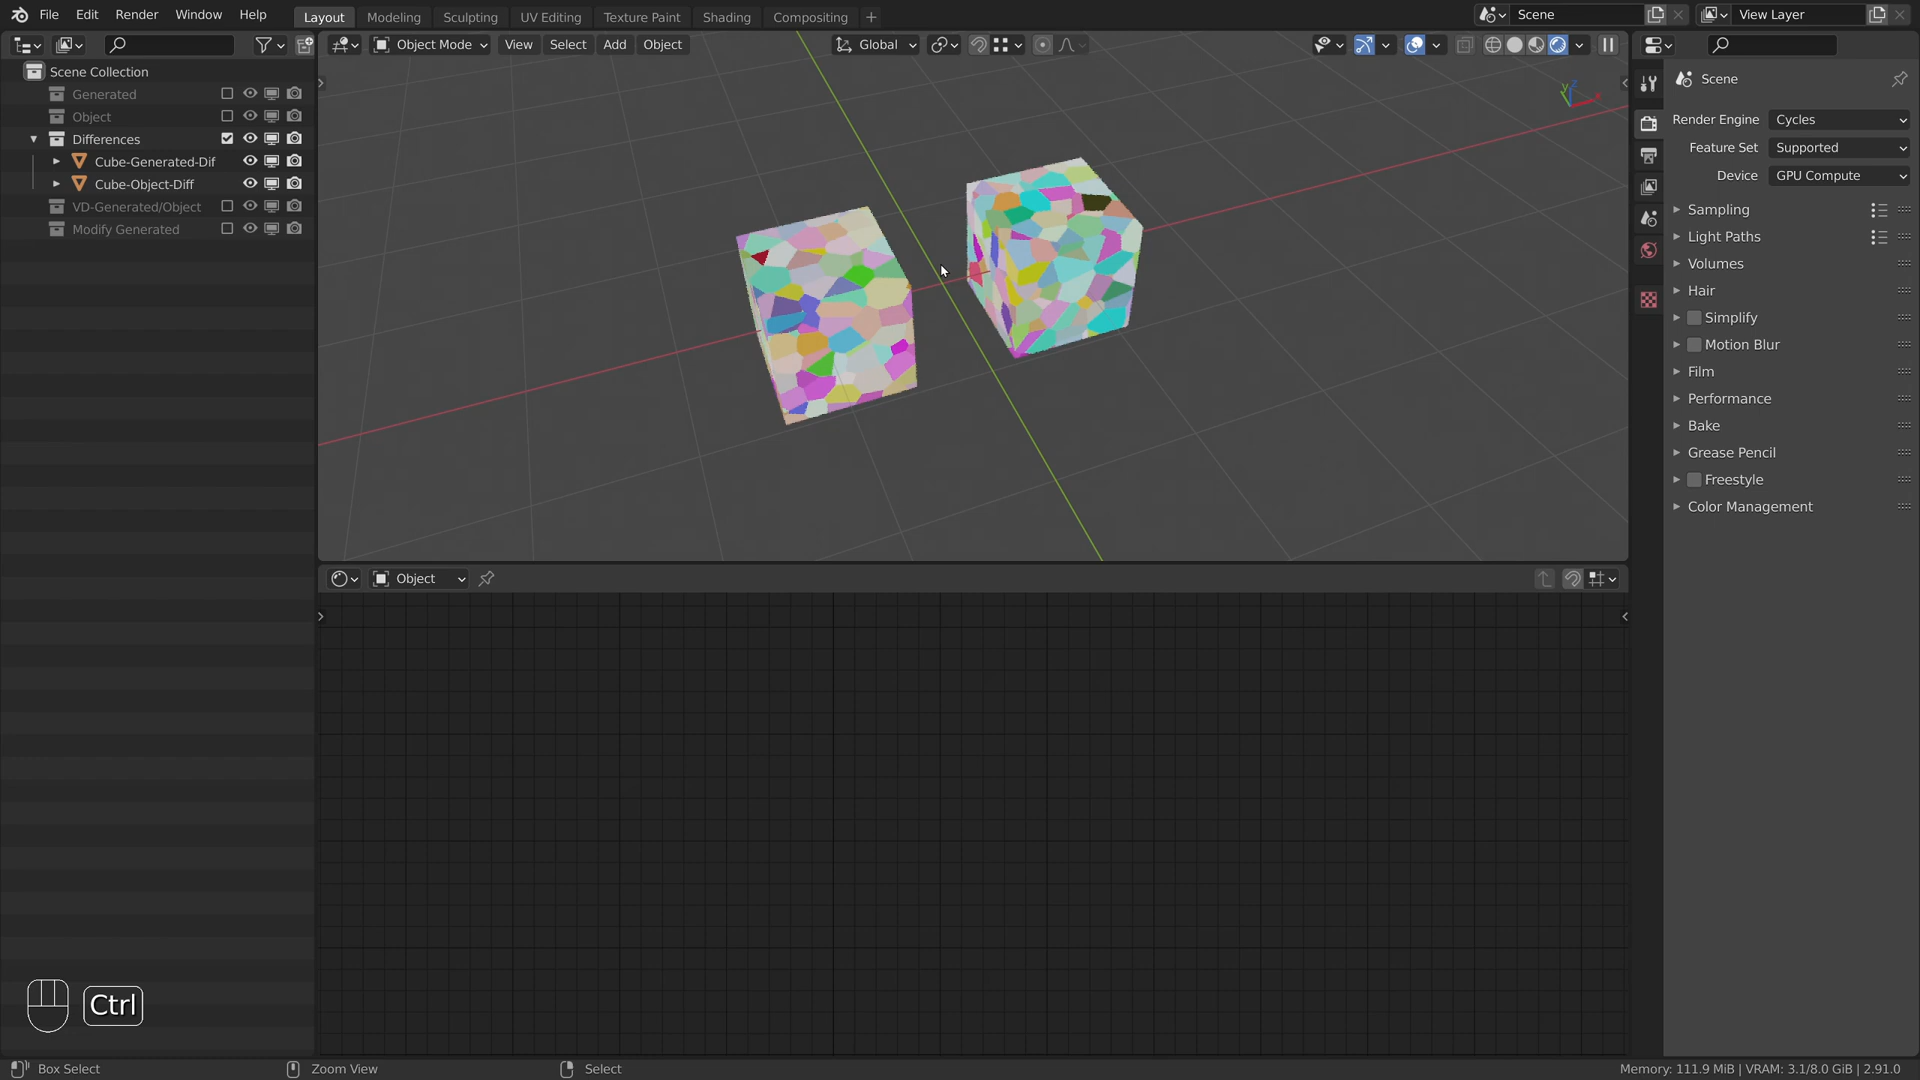 File Edit Render Window Help
Layout Modeling Sculpting UV Editing Texture Paint Shading Compositing +
Scene
View Layer
Object Mode View Select Add Object
Global
Scene Collection
Generated
Object
Differences
Cube-Generated-Dif
Cube-Object-Diff
VD-Generated/Object
Modify Generated
Z
Y
X
Scene
Render Engine Cycles
Feature Set Supported
Device GPU Compute
Sampling
Light Paths
Volumes
Hair
Simplify
Motion Blur
Film
Performance
Bake
Grease Pencil
Freestyle
Color Management
Object
Ctrl
Box Select
Zoom View
Select
Memory: 111.9 MiB | VRAM: 3.1/8.0 GiB | 2.91.0